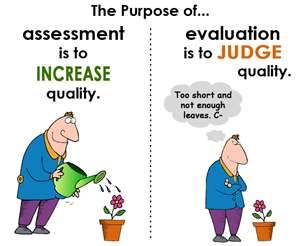 The Purpose of...
assessment
is to
INCREASE
quality.
evaluation
is to JUDGE
quality.
Too short and
not enough
leaves. C-